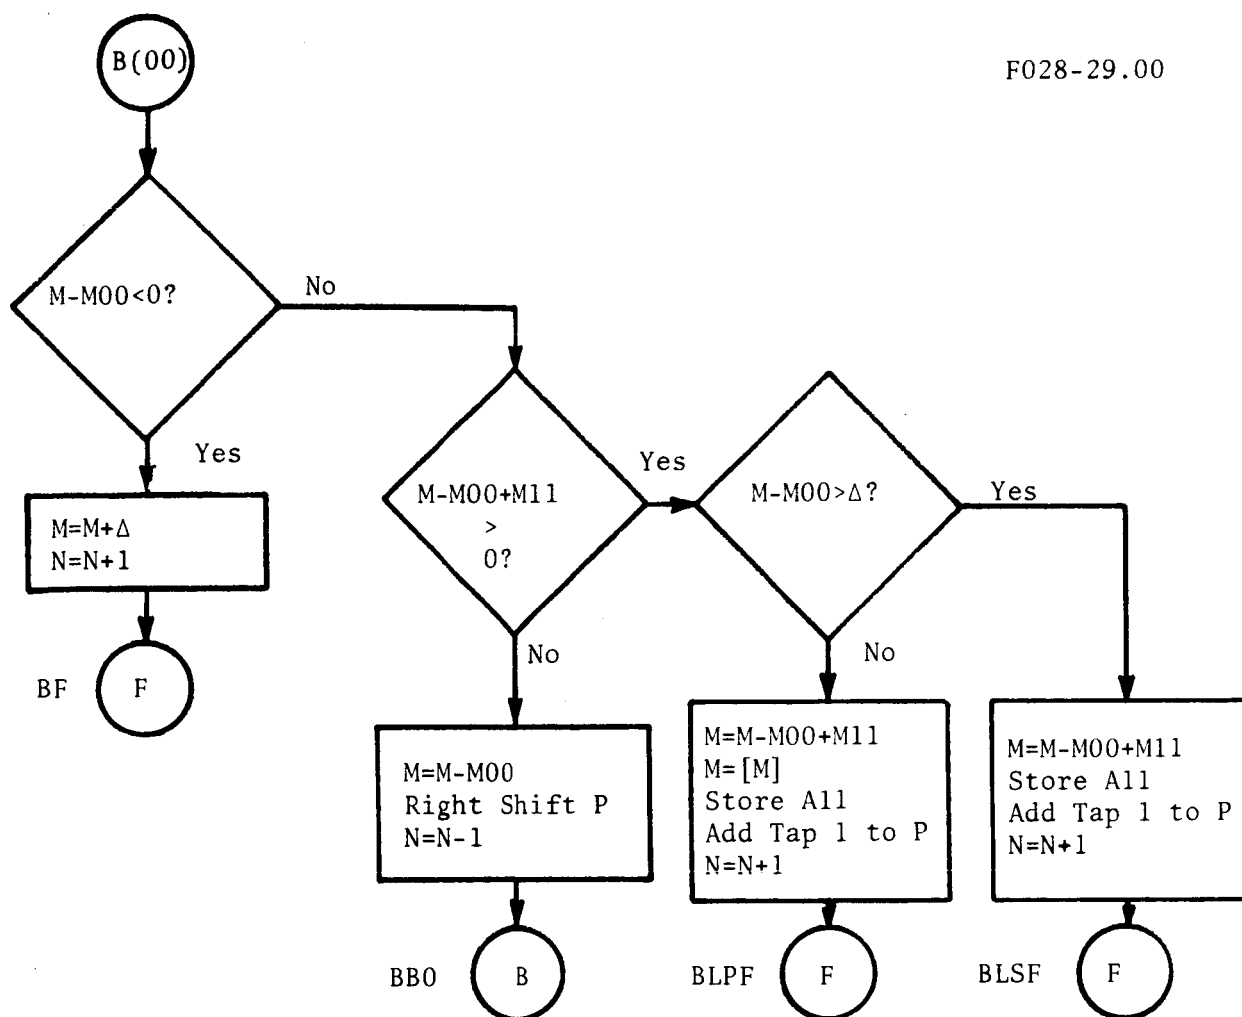 B(00)
F028-29.00
M-M00<0?
No
Yes
M=M+Δ
N=N+1
BF
F
M-M00+M11
>
0?
Yes
No
M-M00>Δ?
Yes
No
M=M-M00
Right Shift P
N=N-1
BB0
B
M=M-M00+M11
M=[M]
Store All
Add Tap 1 to P
N=N+1
BLPF
F
M=M-M00+M11
Store All
Add Tap 1 to P
N=N+1
BLSF
F